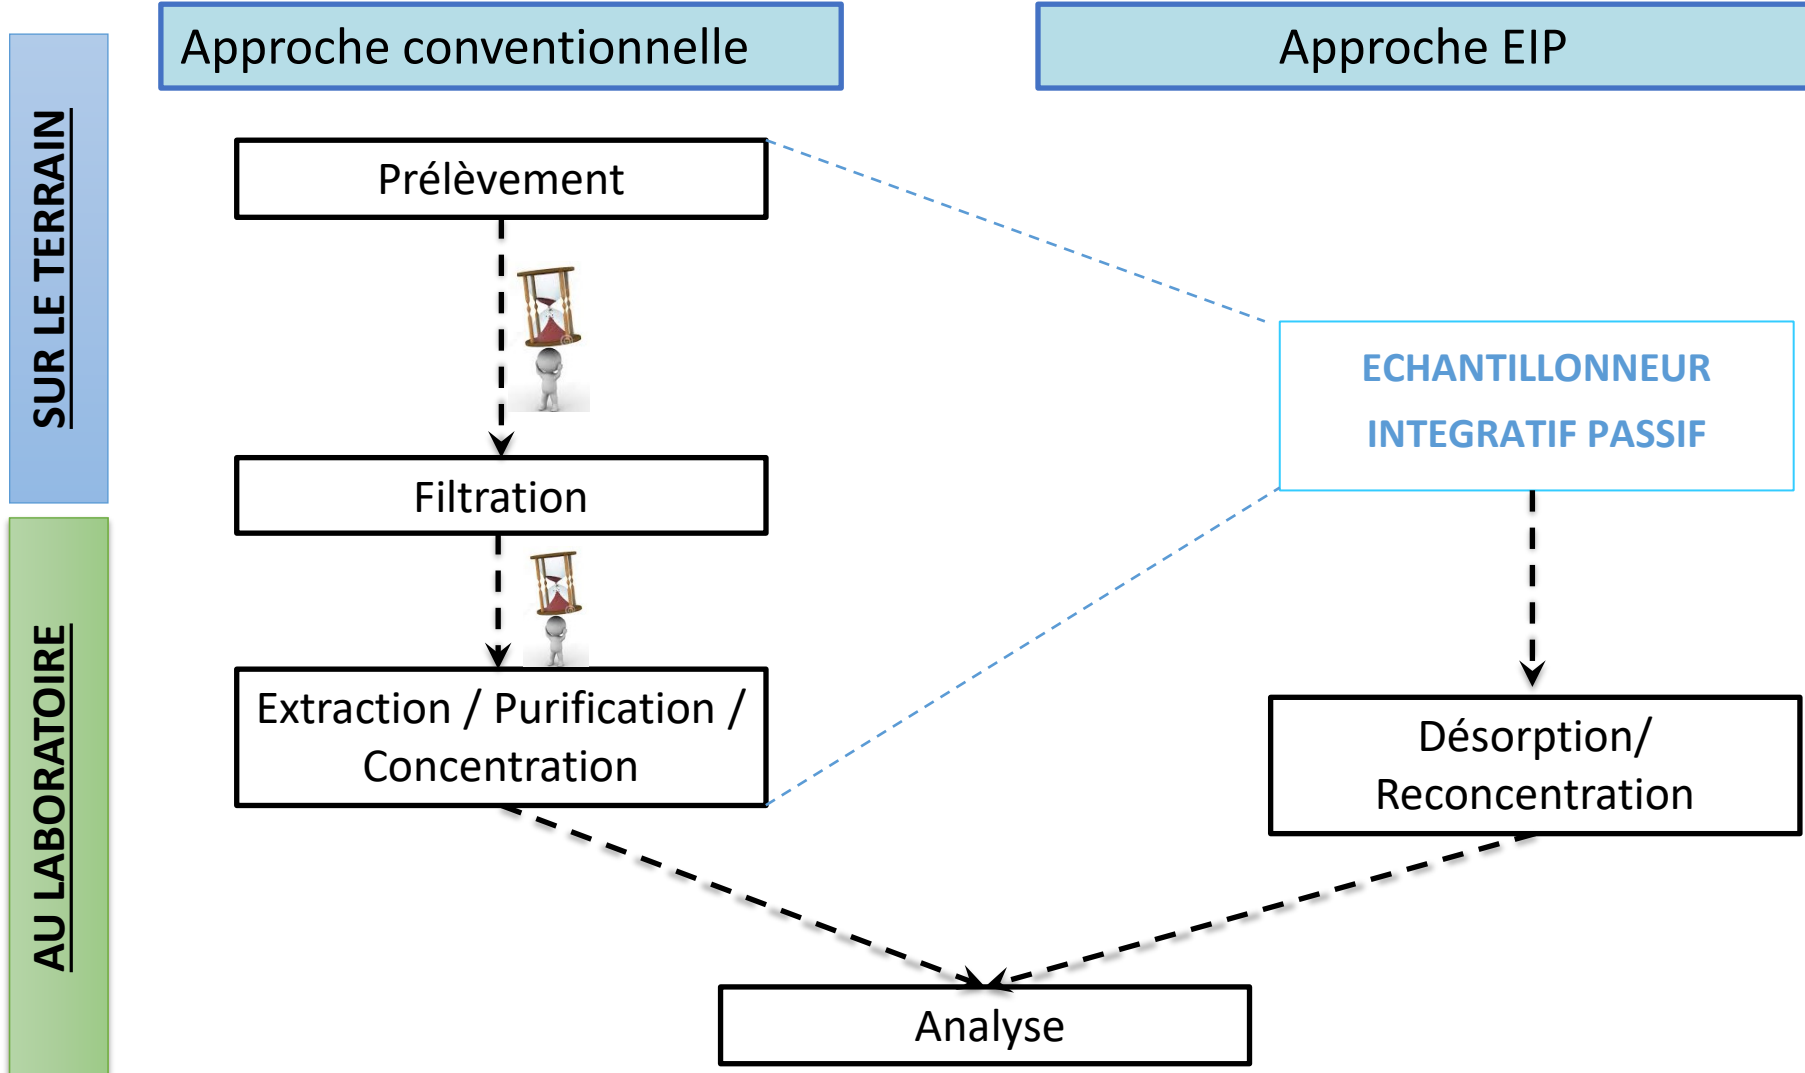 Approche conventionnelle
Approche EIP
SUR LE TERRAIN
Prélèvement
ECHANTILLONNEUR
INTEGRATIF PASSIF
Filtration
AU LABORATOIRE
Extraction / Purification /
Concentration
Désorption/
Reconcentration
Analyse